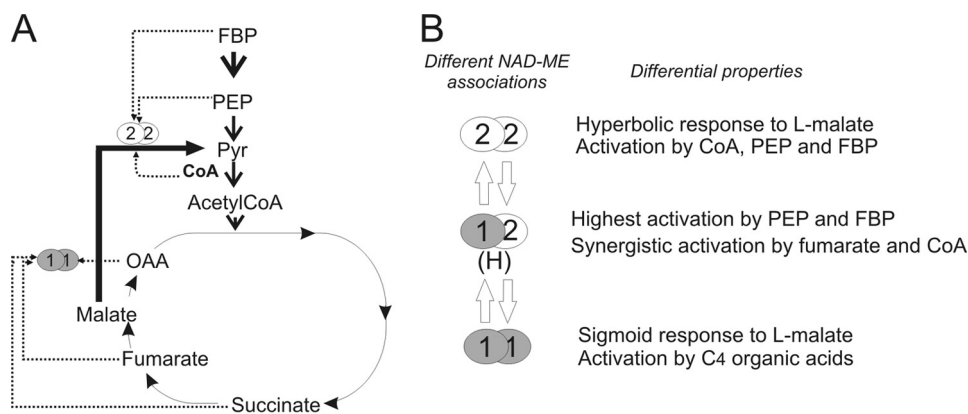 A
FBP
PEP
2 2
Pyr
CoA
AcetylCoA
1 1
OAA
Malate
Fumarate
Succinate
B
Different NAD-ME
associations
Differential properties
2 2
Hyperbolic response to L-malate
Activation by CoA, PEP and FBP
1 2
(H)
Highest activation by PEP and FBP
Synergistic activation by fumarate and CoA
1 1
Sigmoid response to L-malate
Activation by C4 organic acids